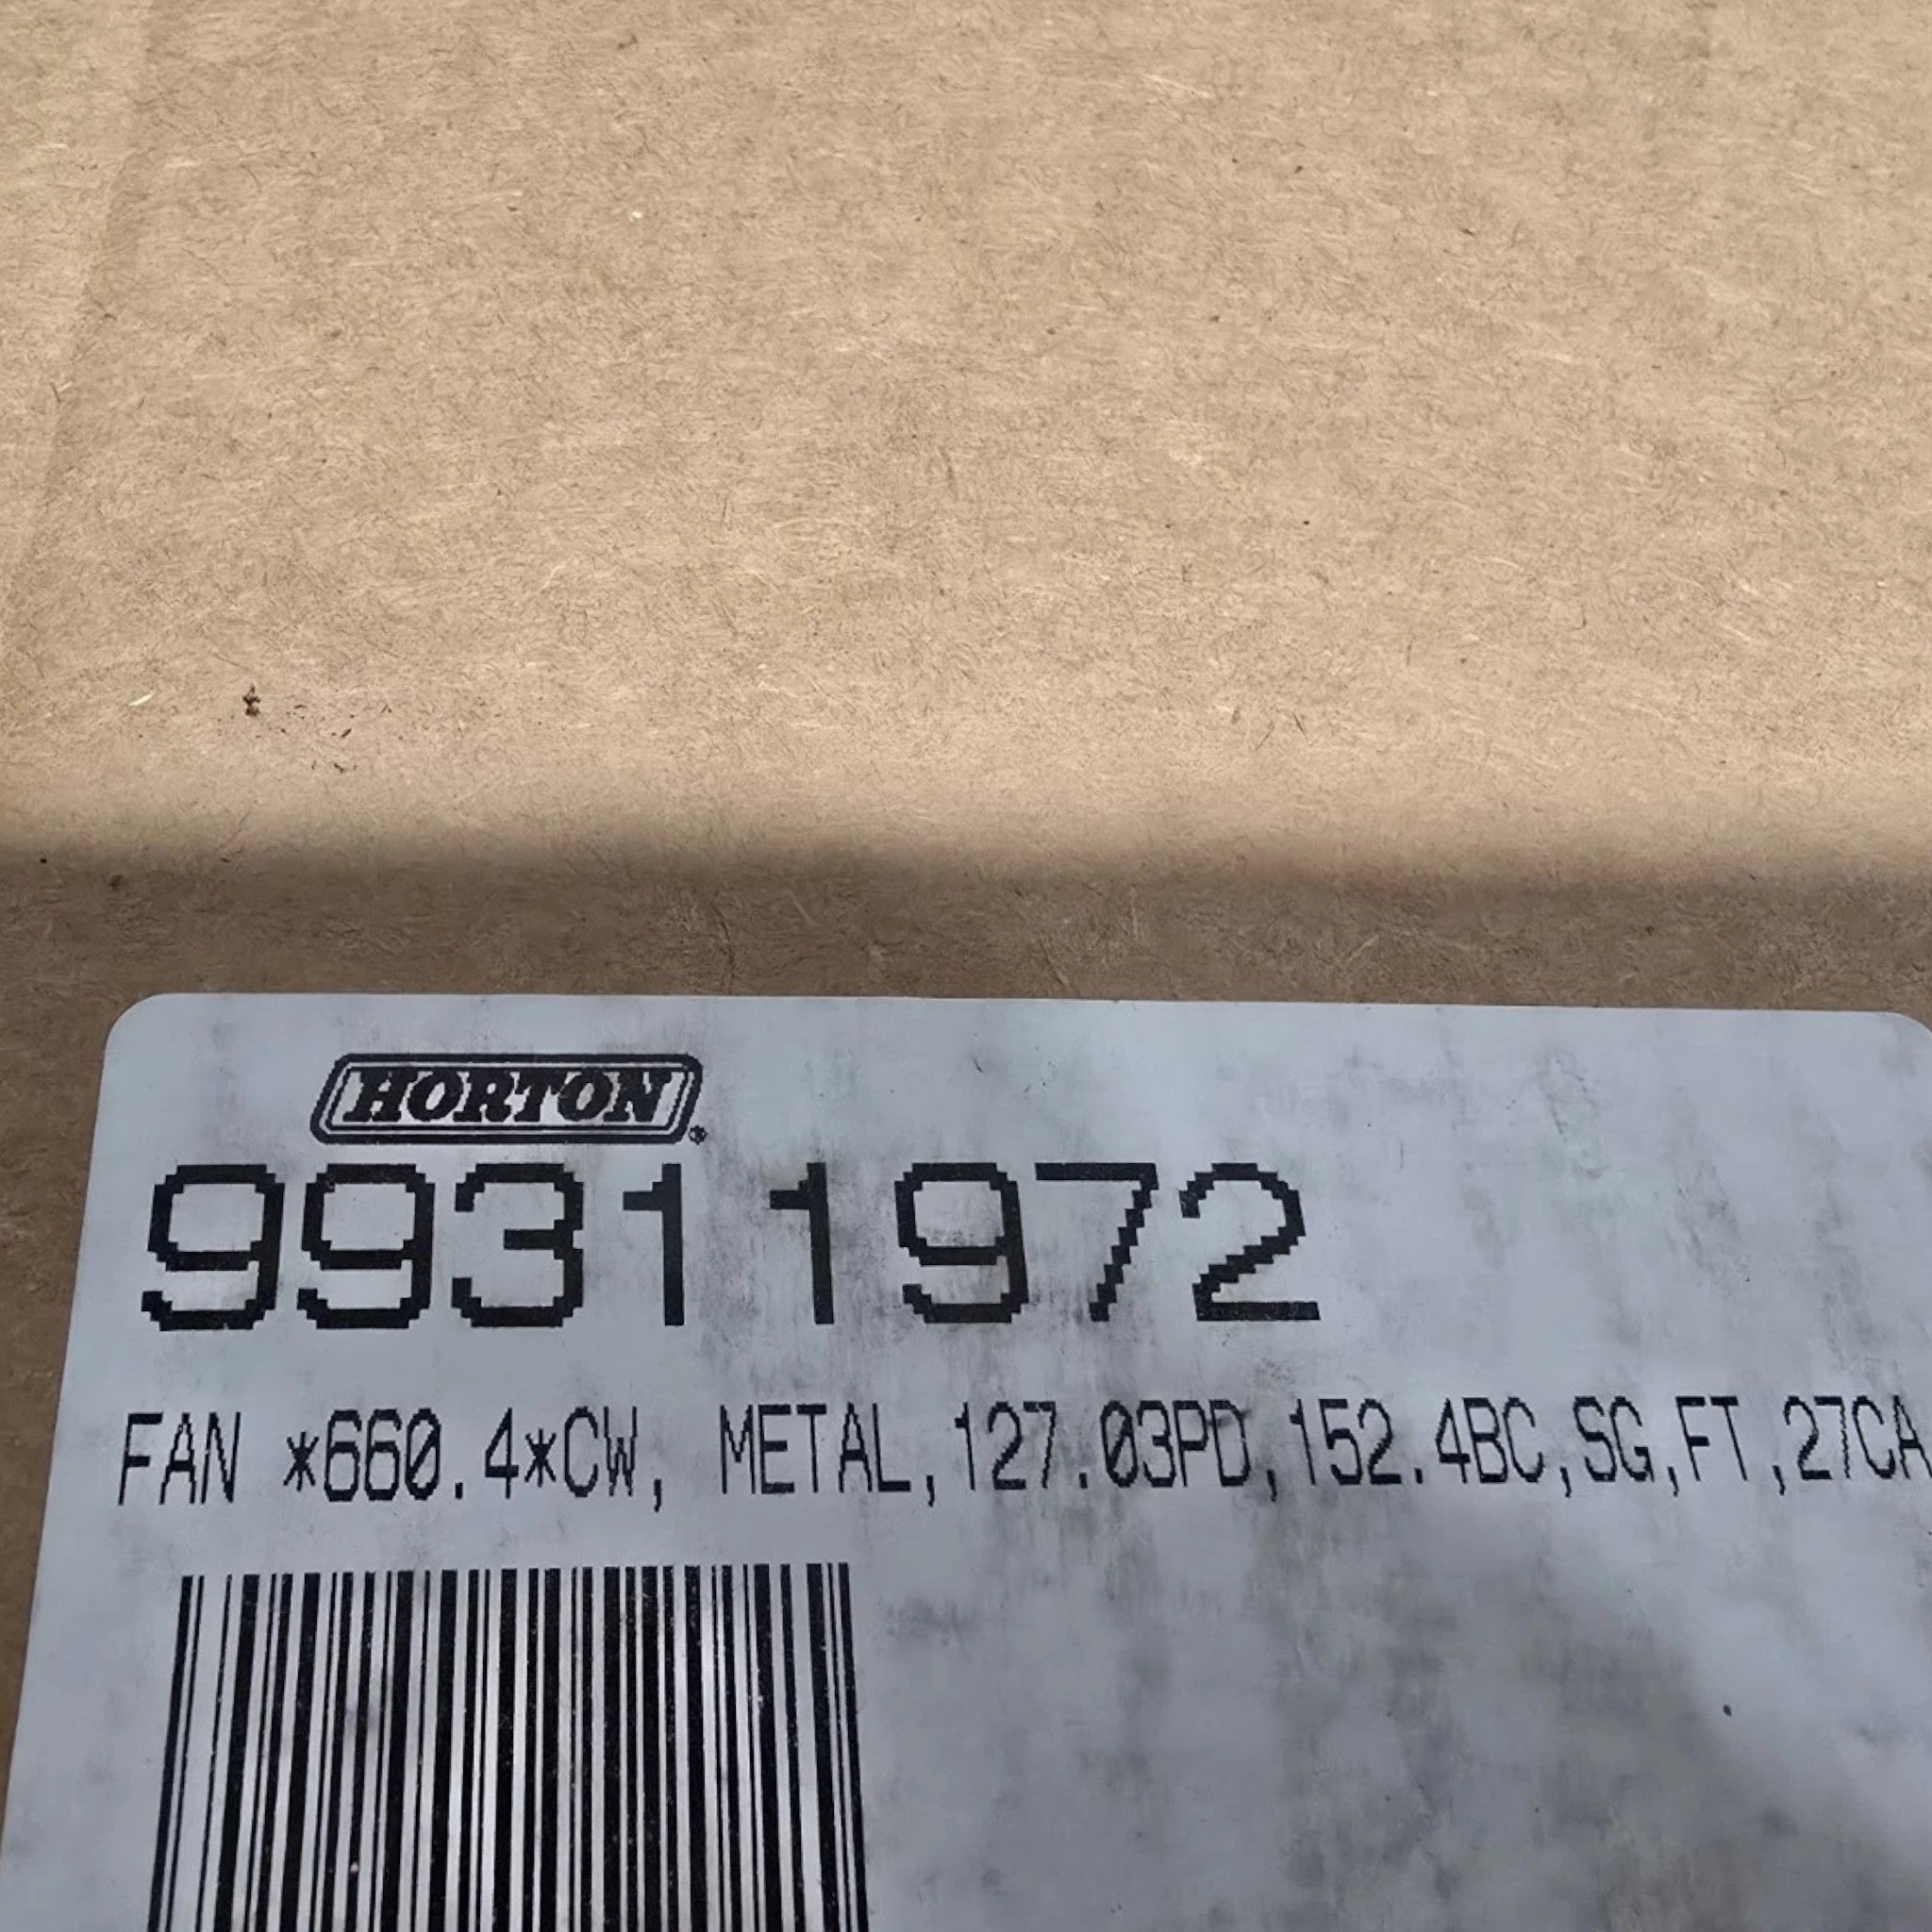 HORTON®
99311972
FAN *660.4*CW, METAL,127.03PD,152.4BC,SG,FT,27CA